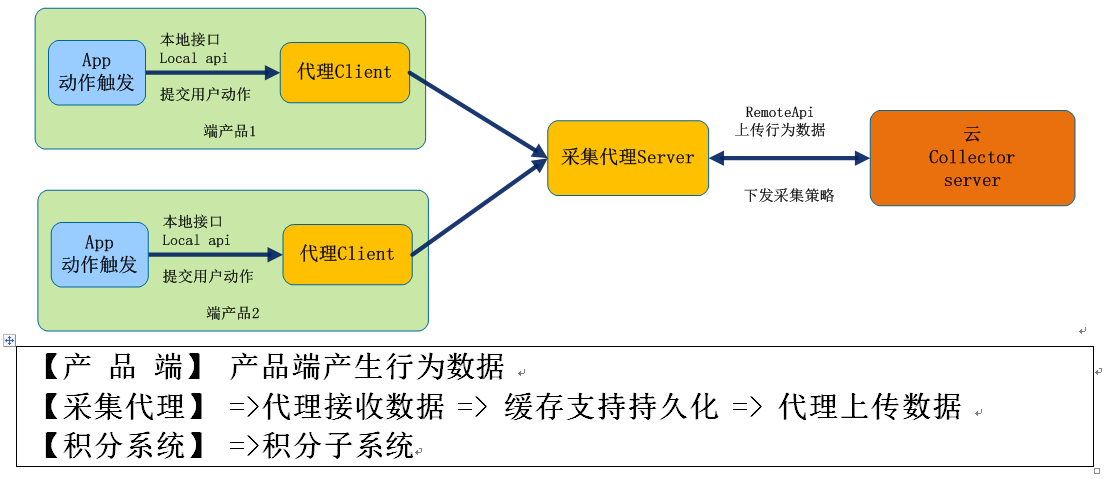 App
动作触发
本地接口
Local api
提交用户动作
代理Client
端产品1
App
动作触发
本地接口
Local api
提交用户动作
代理Client
端产品2
采集代理Server
RemoteApi
上传行为数据
下发采集策略
云
Collector
server
【产 品 端】 产品端产生行为数据
【采集代理】 =>代理接收数据 => 缓存支持持久化 => 代理上传数据
【积分系统】 =>积分子系统